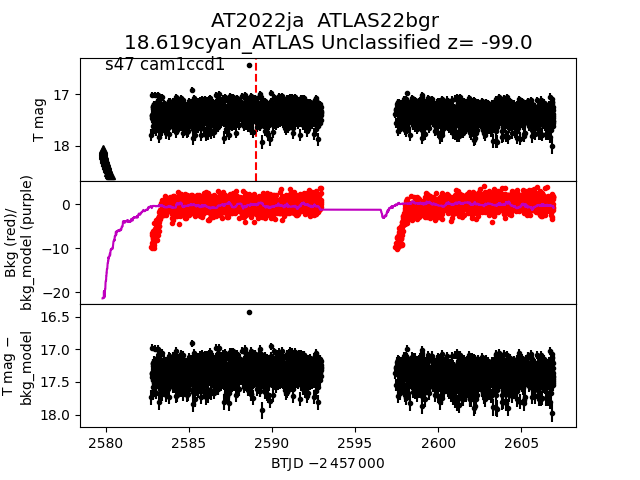 AT2022ja  ATLAS22bgr
18.619cyan_ATLAS Unclassified z= -99.0
s47 cam1ccd1
T mag
17
18
Bkg (red)/
bkg_model (purple)
0
−10
−20
T mag −
bkg_model
16.5
17.0
17.5
18.0
2580 2585 2590 2595 2600 2605
BTJD −2 457 000